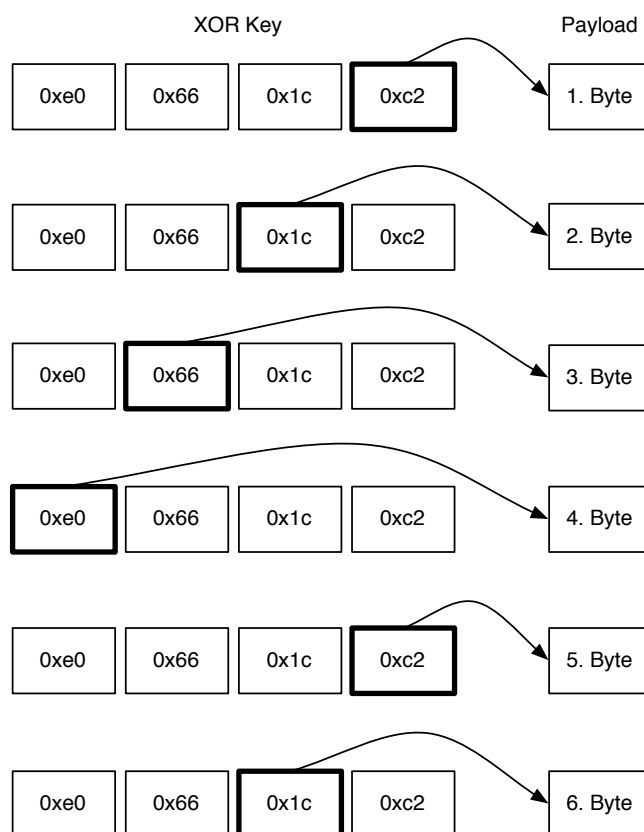 XOR Key Payload
0xe0 0x66 0x1c 0xc2 1. Byte
0xe0 0x66 0x1c 0xc2 2. Byte
0xe0 0x66 0x1c 0xc2 3. Byte
0xe0 0x66 0x1c 0xc2 4. Byte
0xe0 0x66 0x1c 0xc2 5. Byte
0xe0 0x66 0x1c 0xc2 6. Byte